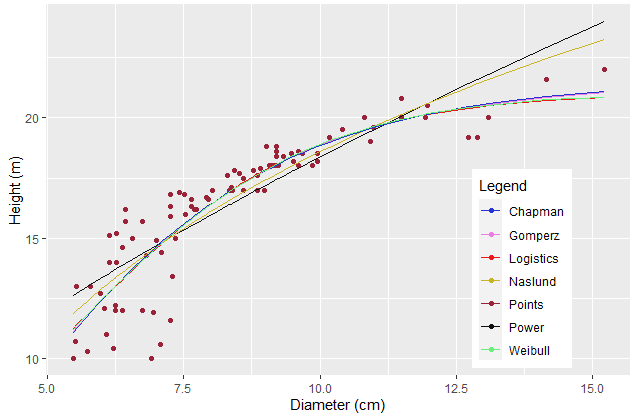 20
15
10
Height (m)
5.0
7.5
10.0
12.5
15.0
Diameter (cm)
Legend
Chapman
Gomperz
Logistics
Naslund
Points
Power
Weibull